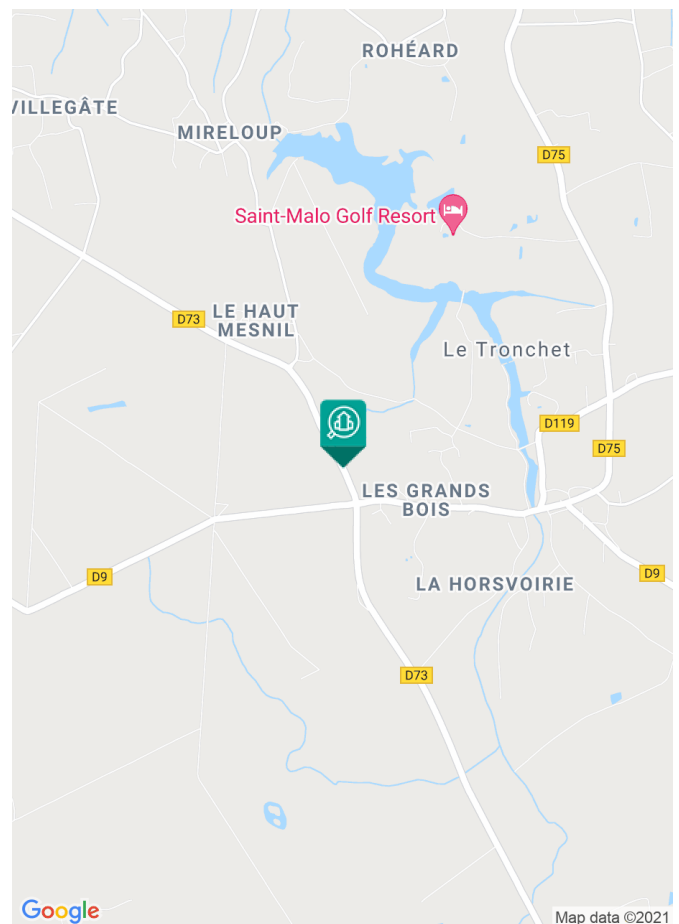 ROHÉARD
VILLEGÂTE
MIRELOUP
D75
Saint-Malo Golf Resort
LE HAUT
MESNIL
D73
Le Tronchet
D119
D75
LES GRANDS
BOIS
D9
D9
LA HORSVOIRIE
D73
Google
Map data ©2021